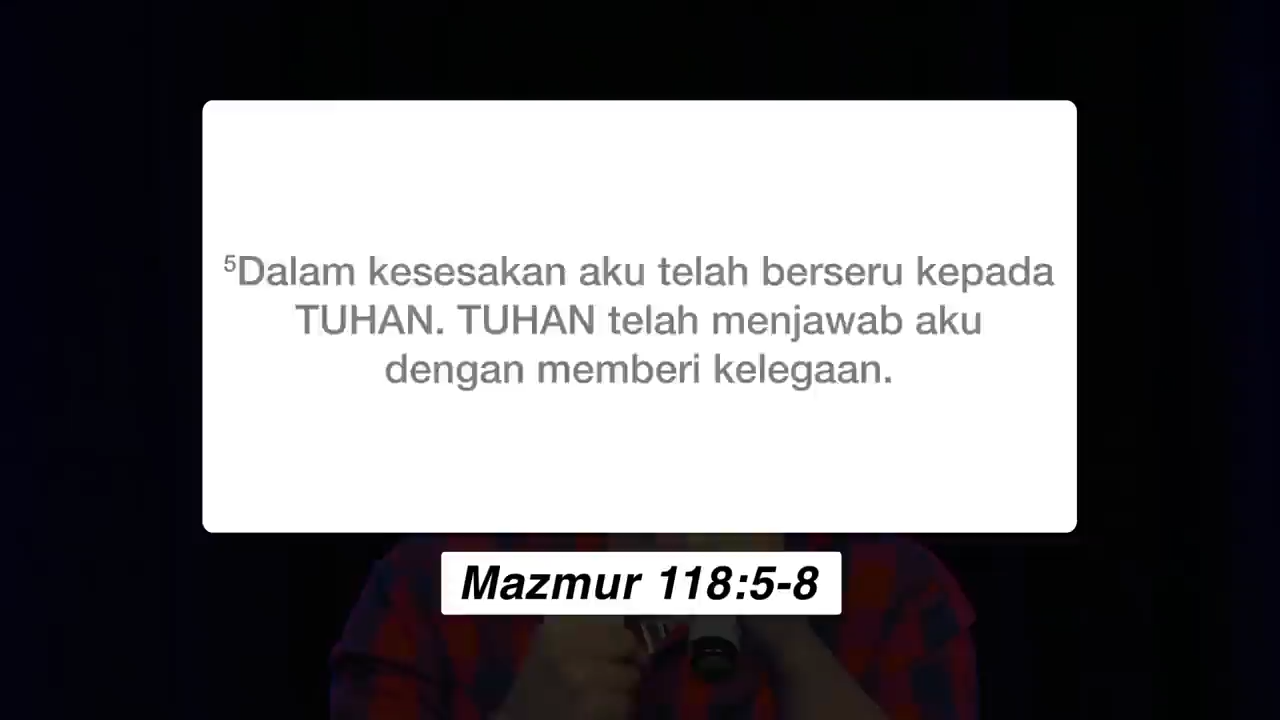 ⁵Dalam kesesakan aku telah berseru kepada
TUHAN. TUHAN telah menjawab aku
dengan memberi kelegaan.
Mazmur 118:5-8